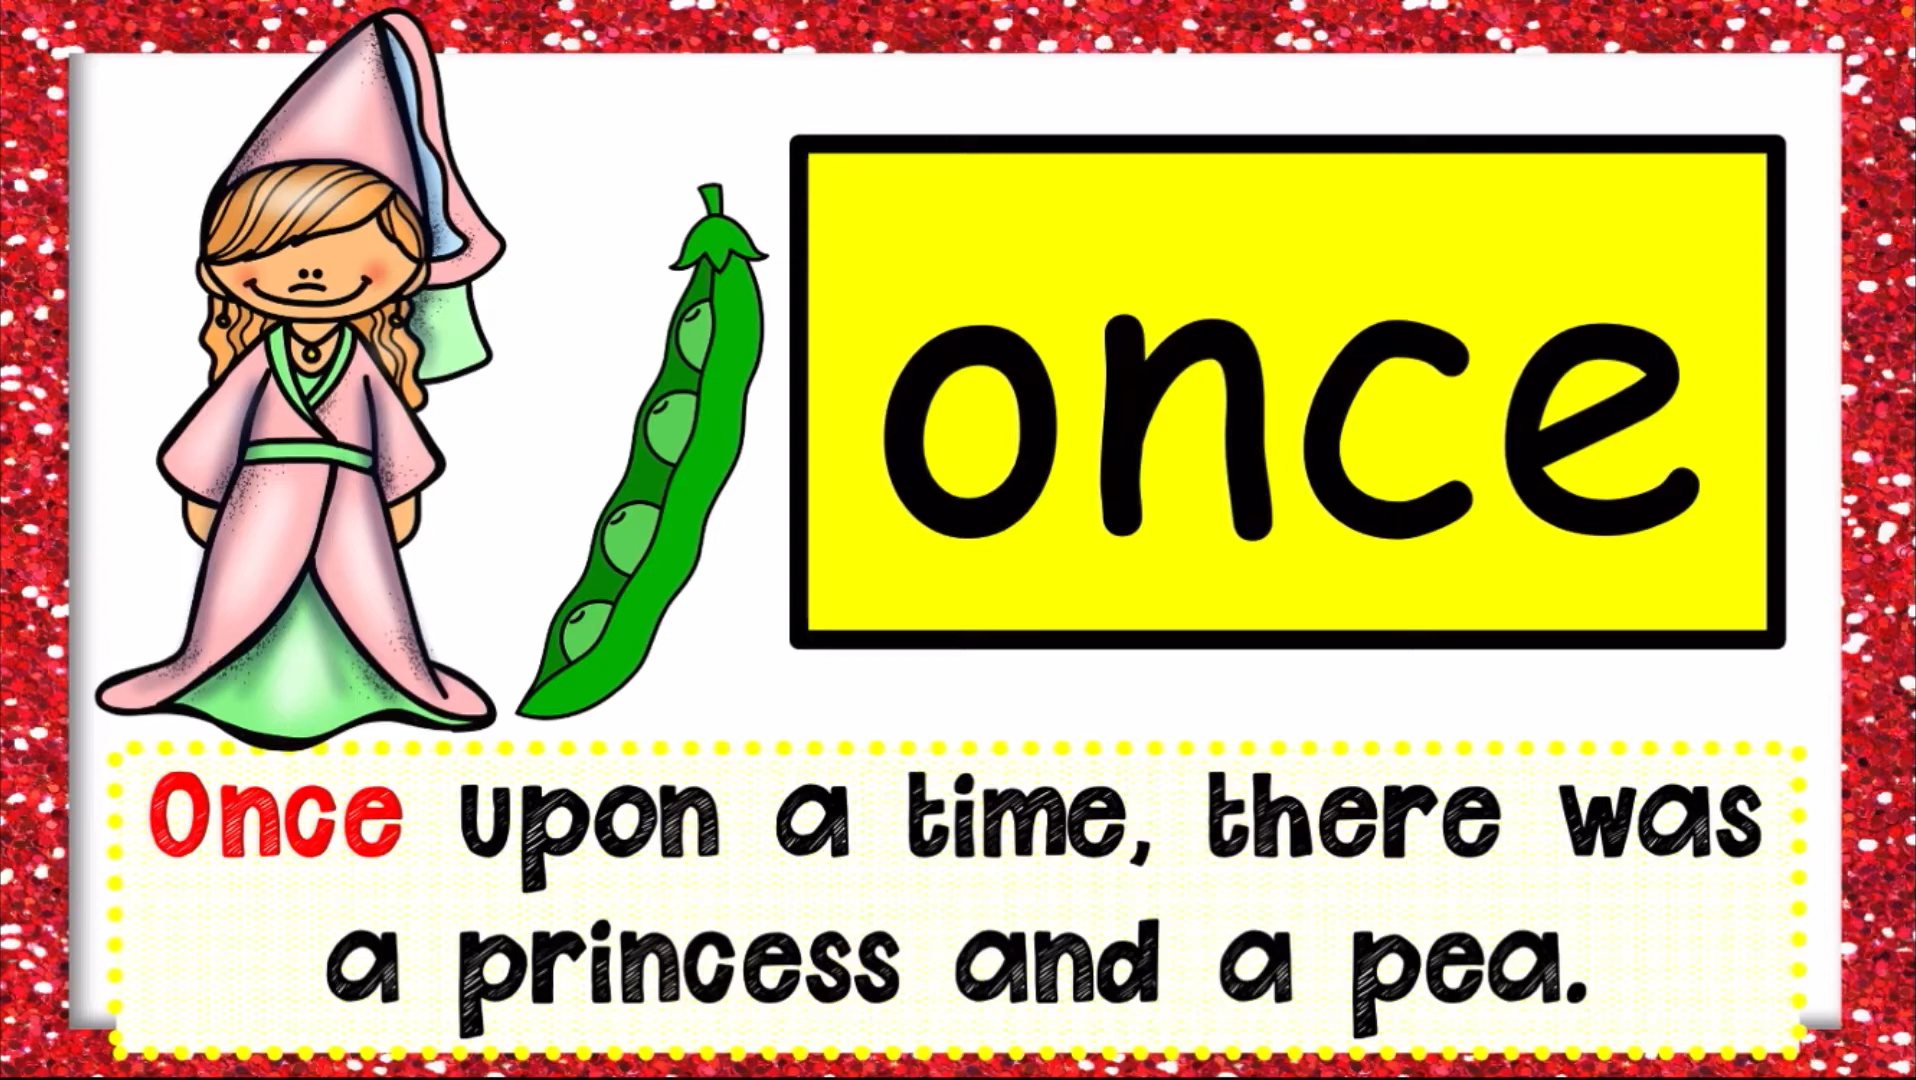 once
Once upon a time, there was
a princess and a pea.